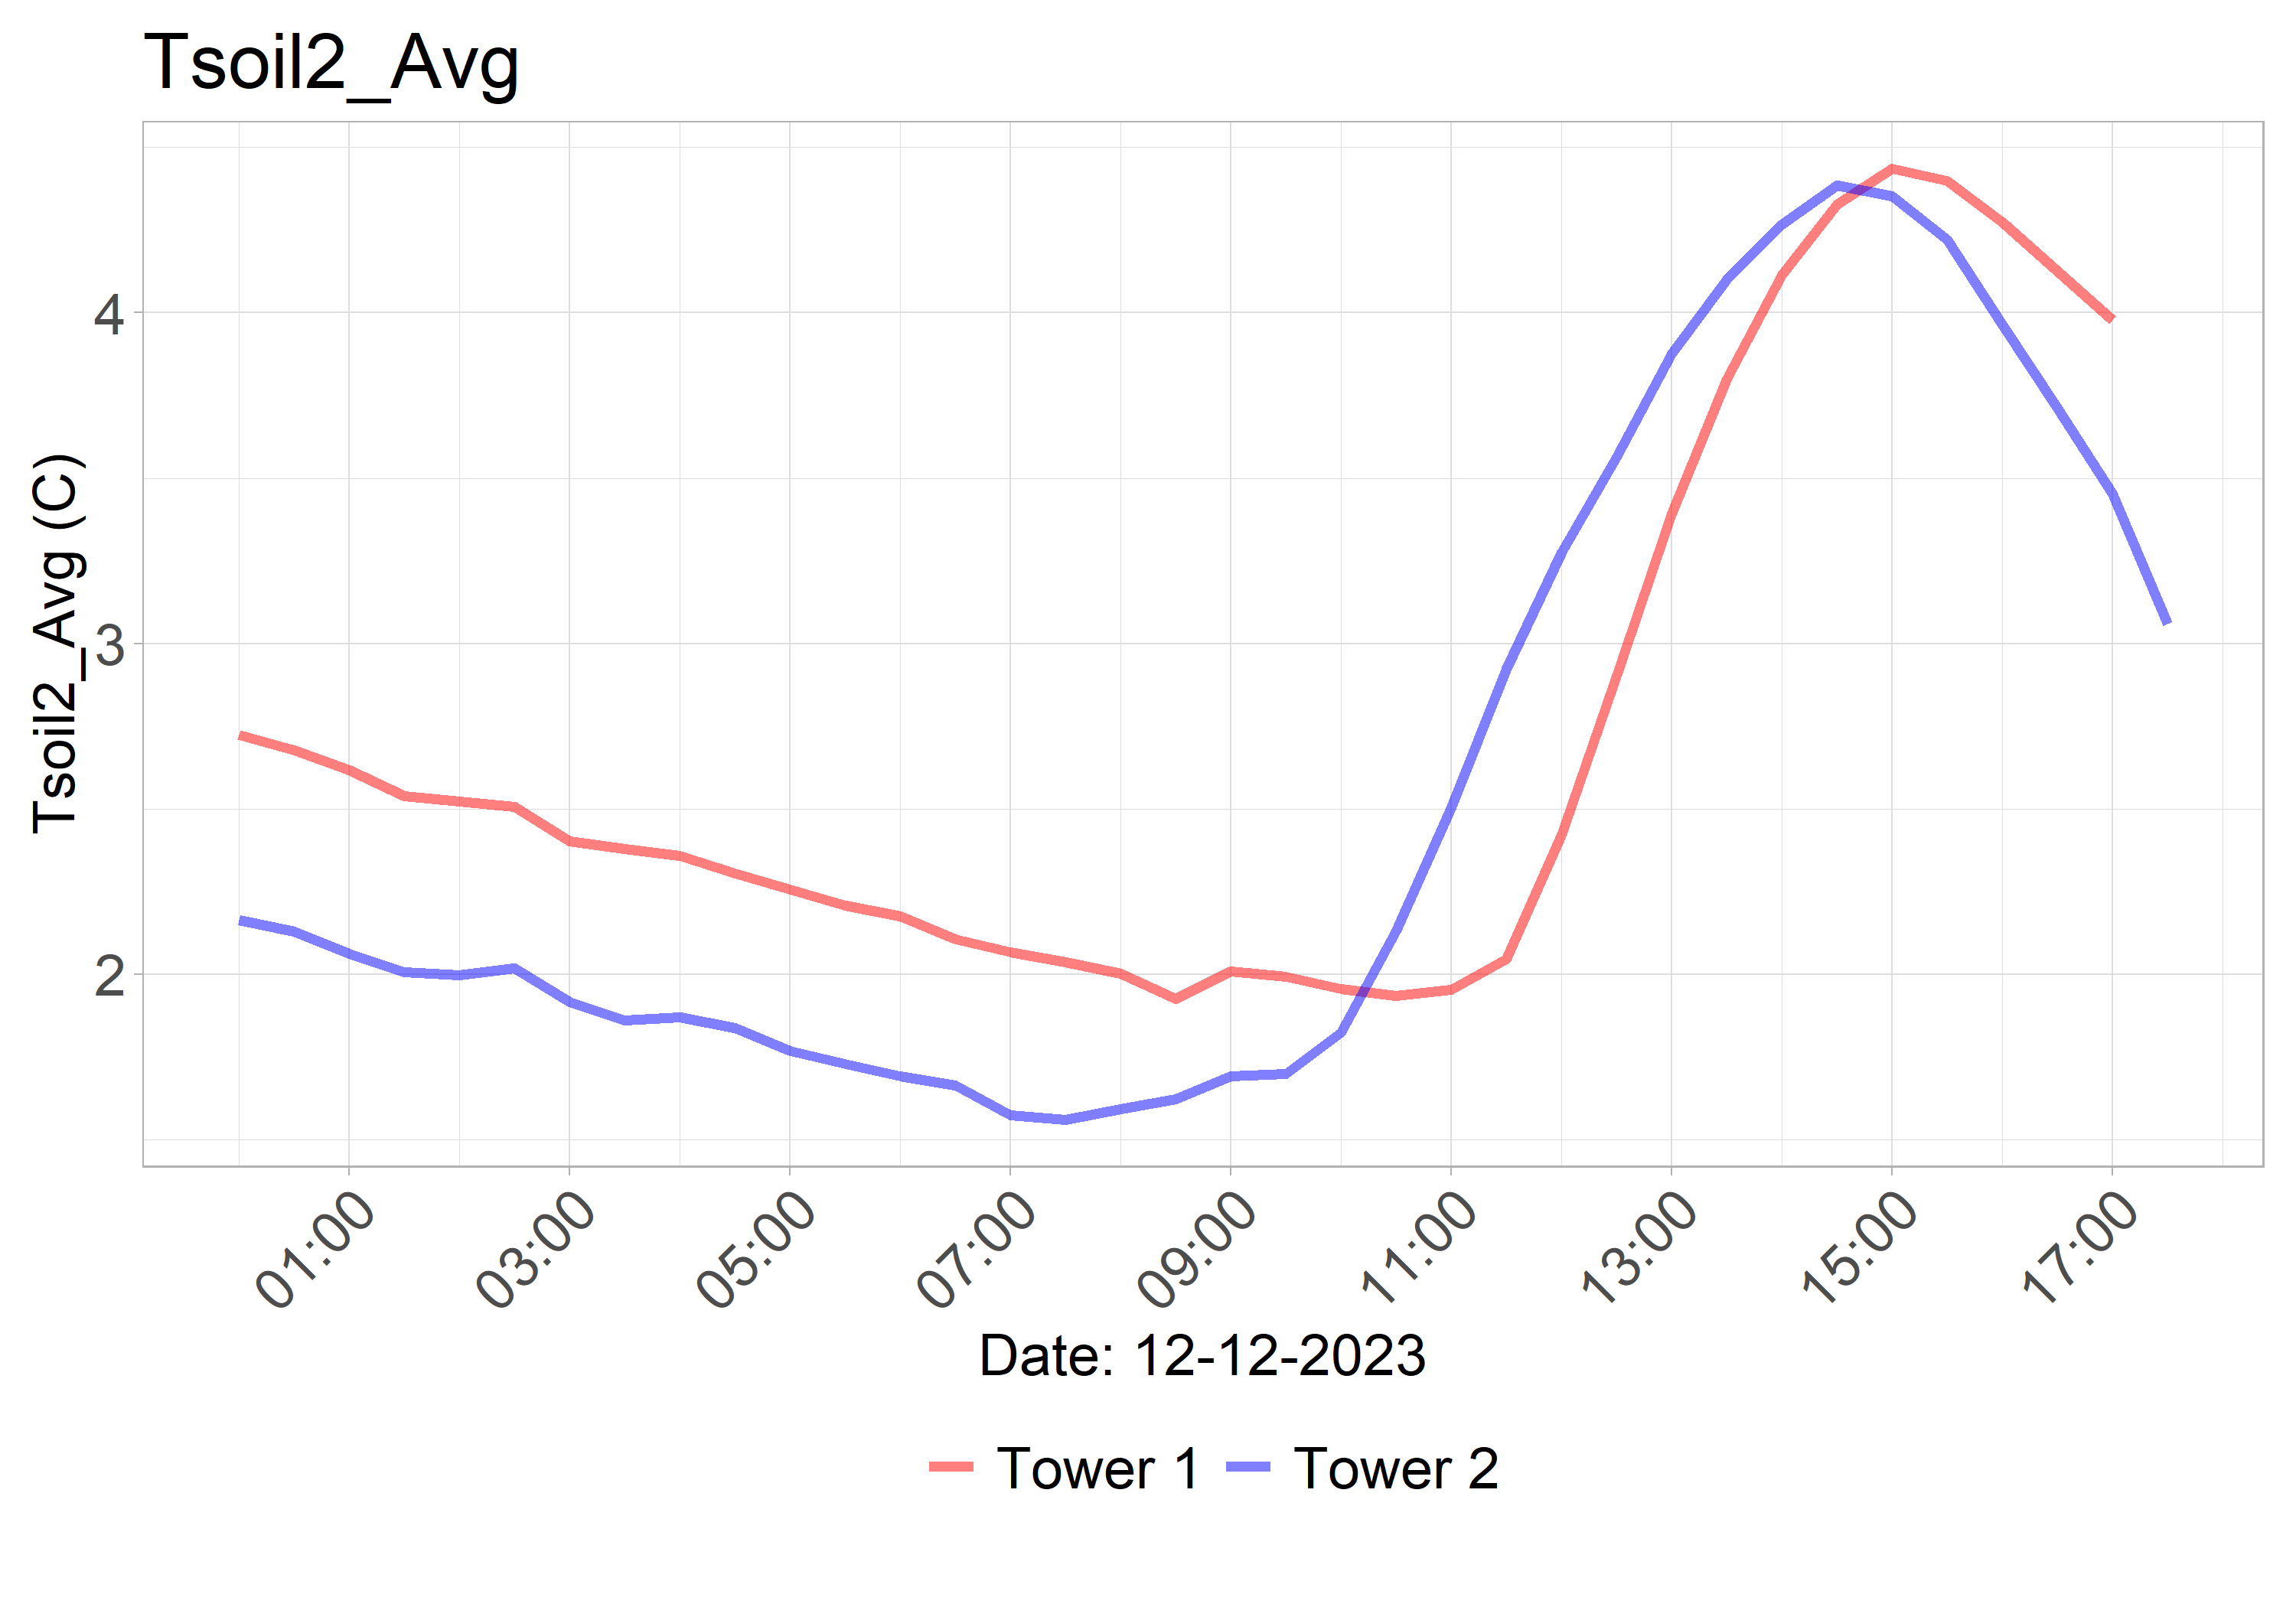 Tsoil2_Avg
Tsoil2_Avg (C)
4
3
2
01:00 03:00 05:00 07:00 09:00 11:00 13:00 15:00 17:00
Date: 12-12-2023
Tower 1 Tower 2